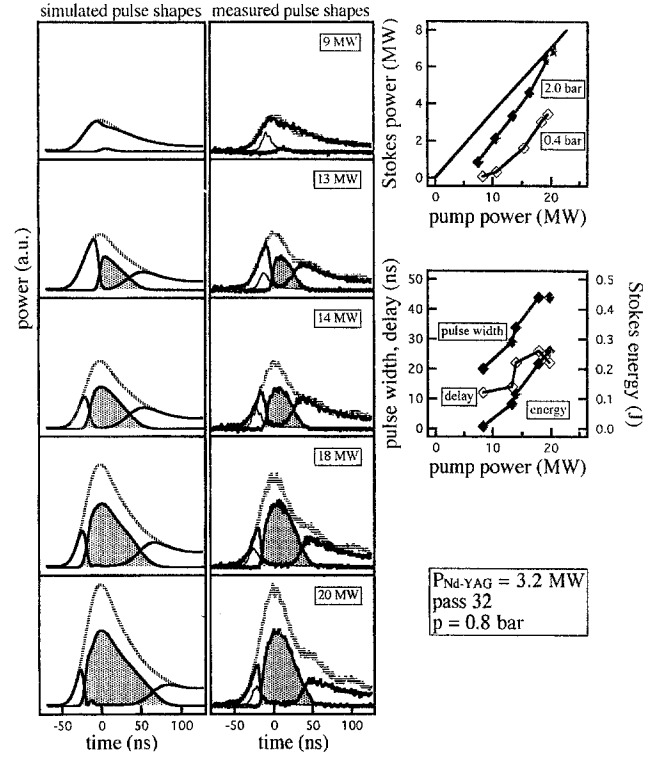 simulated pulse shapes
measured pulse shapes
power (a.u.)
9 MW
13 MW
14 MW
18 MW
20 MW
-50 0 50 100
time (ns)
-50 0 50 100
time (ns)
Stokes power (MW)
8
6
4
2
0
2.0 bar
0.4 bar
0 10 20
pump power (MW)
pulse width, delay (ns)
50
40
30
20
10
0
pulse width
delay
energy
0.5
0.4
0.3
0.2
0.1
0.0
Stokes energy (J)
0 10 20
pump power (MW)
PNd-YAG = 3.2 MW
pass 32
p = 0.8 bar